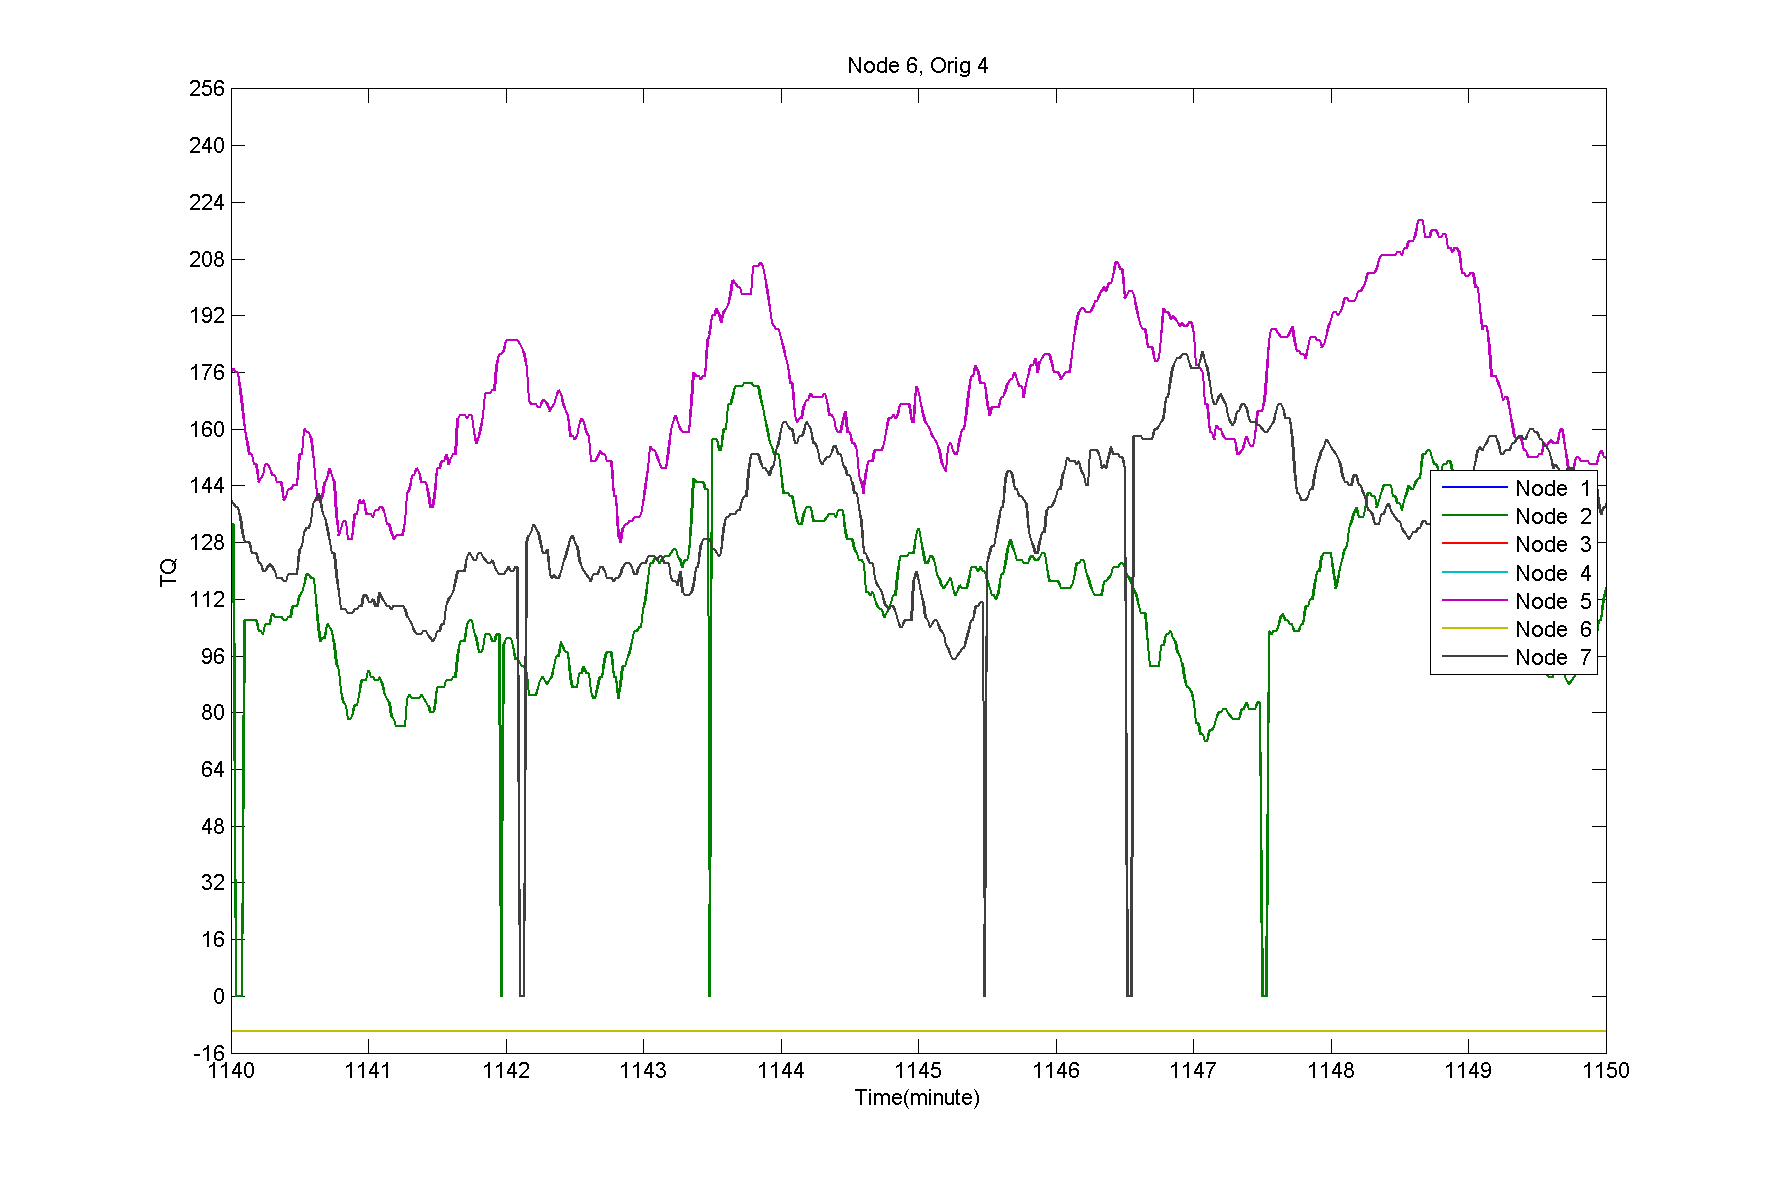 Node 6, Orig 4
256
240
224
208
192
176
160
144
128
112
96
80
64
48
32
16
0
-16
TQ
Node 1
Node 2
Node 3
Node 4
Node 5
Node 6
Node 7
1140 1141 1142 1143 1144 1145 1146 1147 1148 1149 1150
Time(minute)